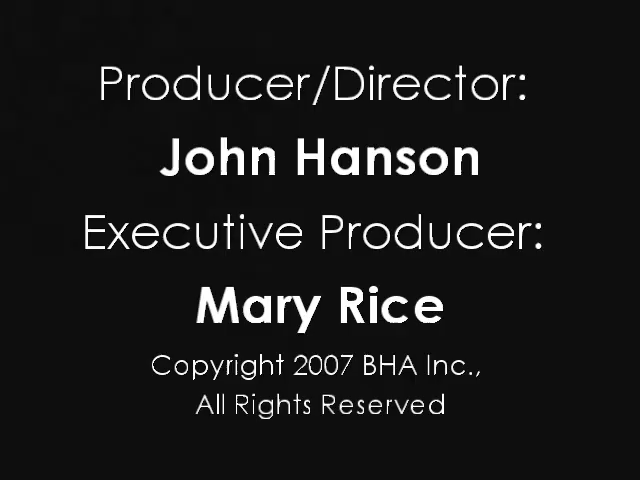 Producer/Director:
John Hanson
Executive Producer:
Mary Rice
Copyright 2007 BHA Inc.,
All Rights Reserved